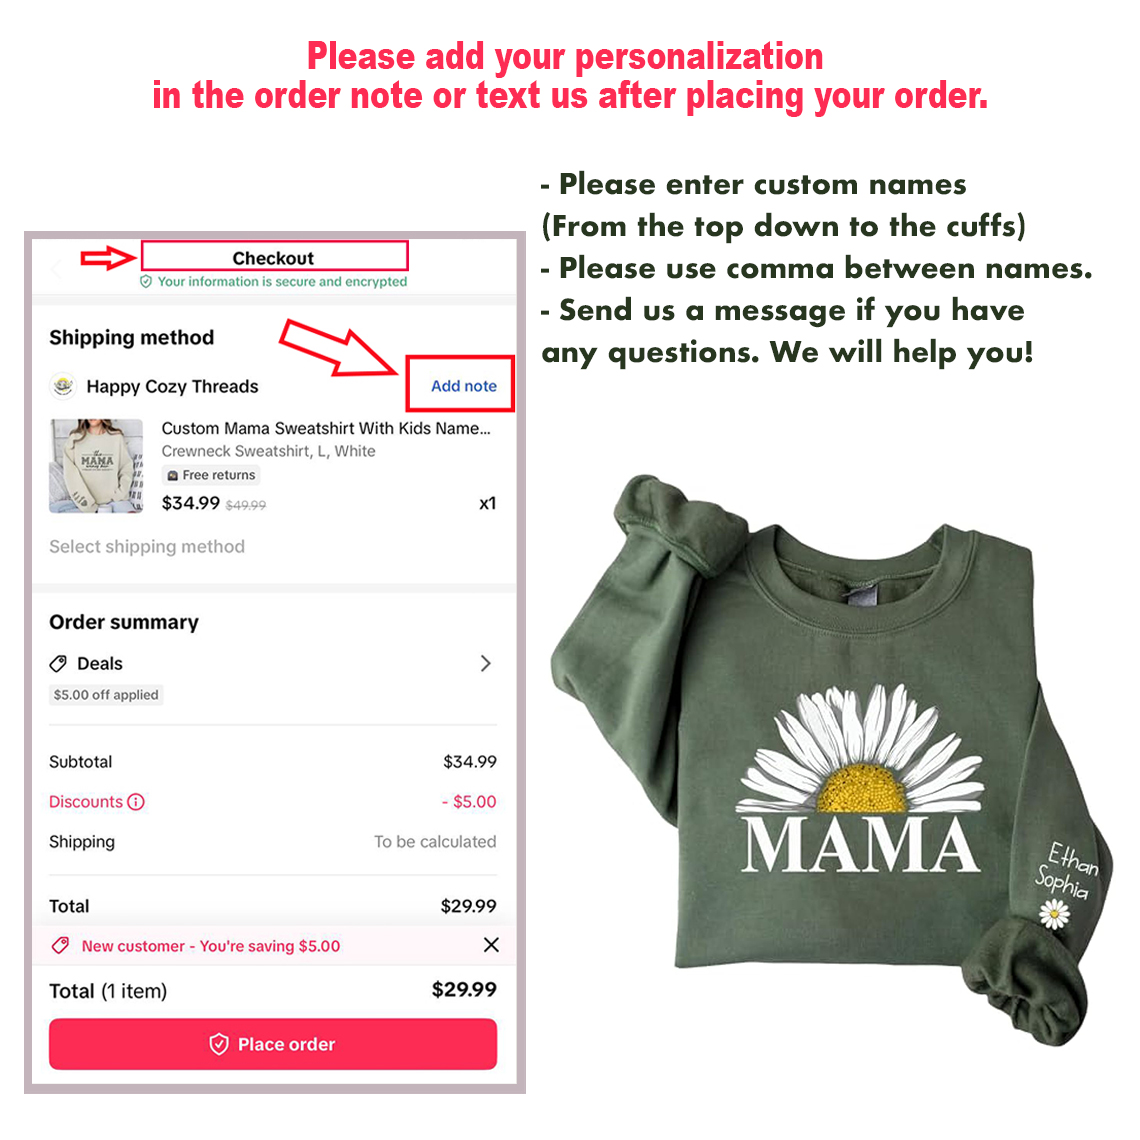 Please add your personalization
in the order note or text us after placing your order.
- Please enter custom names
(From the top down to the cuffs)
- Please use comma between names.
- Send us a message if you have
any questions. We will help you!
Checkout
Your information is secure and encrypted
Shipping method
Happy Cozy Threads
Add note
Custom Mama Sweatshirt With Kids Name...
Crewneck Sweatshirt, L, White
Free returns
$34.99 $49.99
x1
MAMA
Select shipping method
Order summary
Deals
$5.00 off applied
Subtotal
$34.99
Discounts
- $5.00
Shipping
To be calculated
Total
$29.99
New customer - You're saving $5.00
Total (1 item)
$29.99
Place order
MAMA
Ethan
Sophia